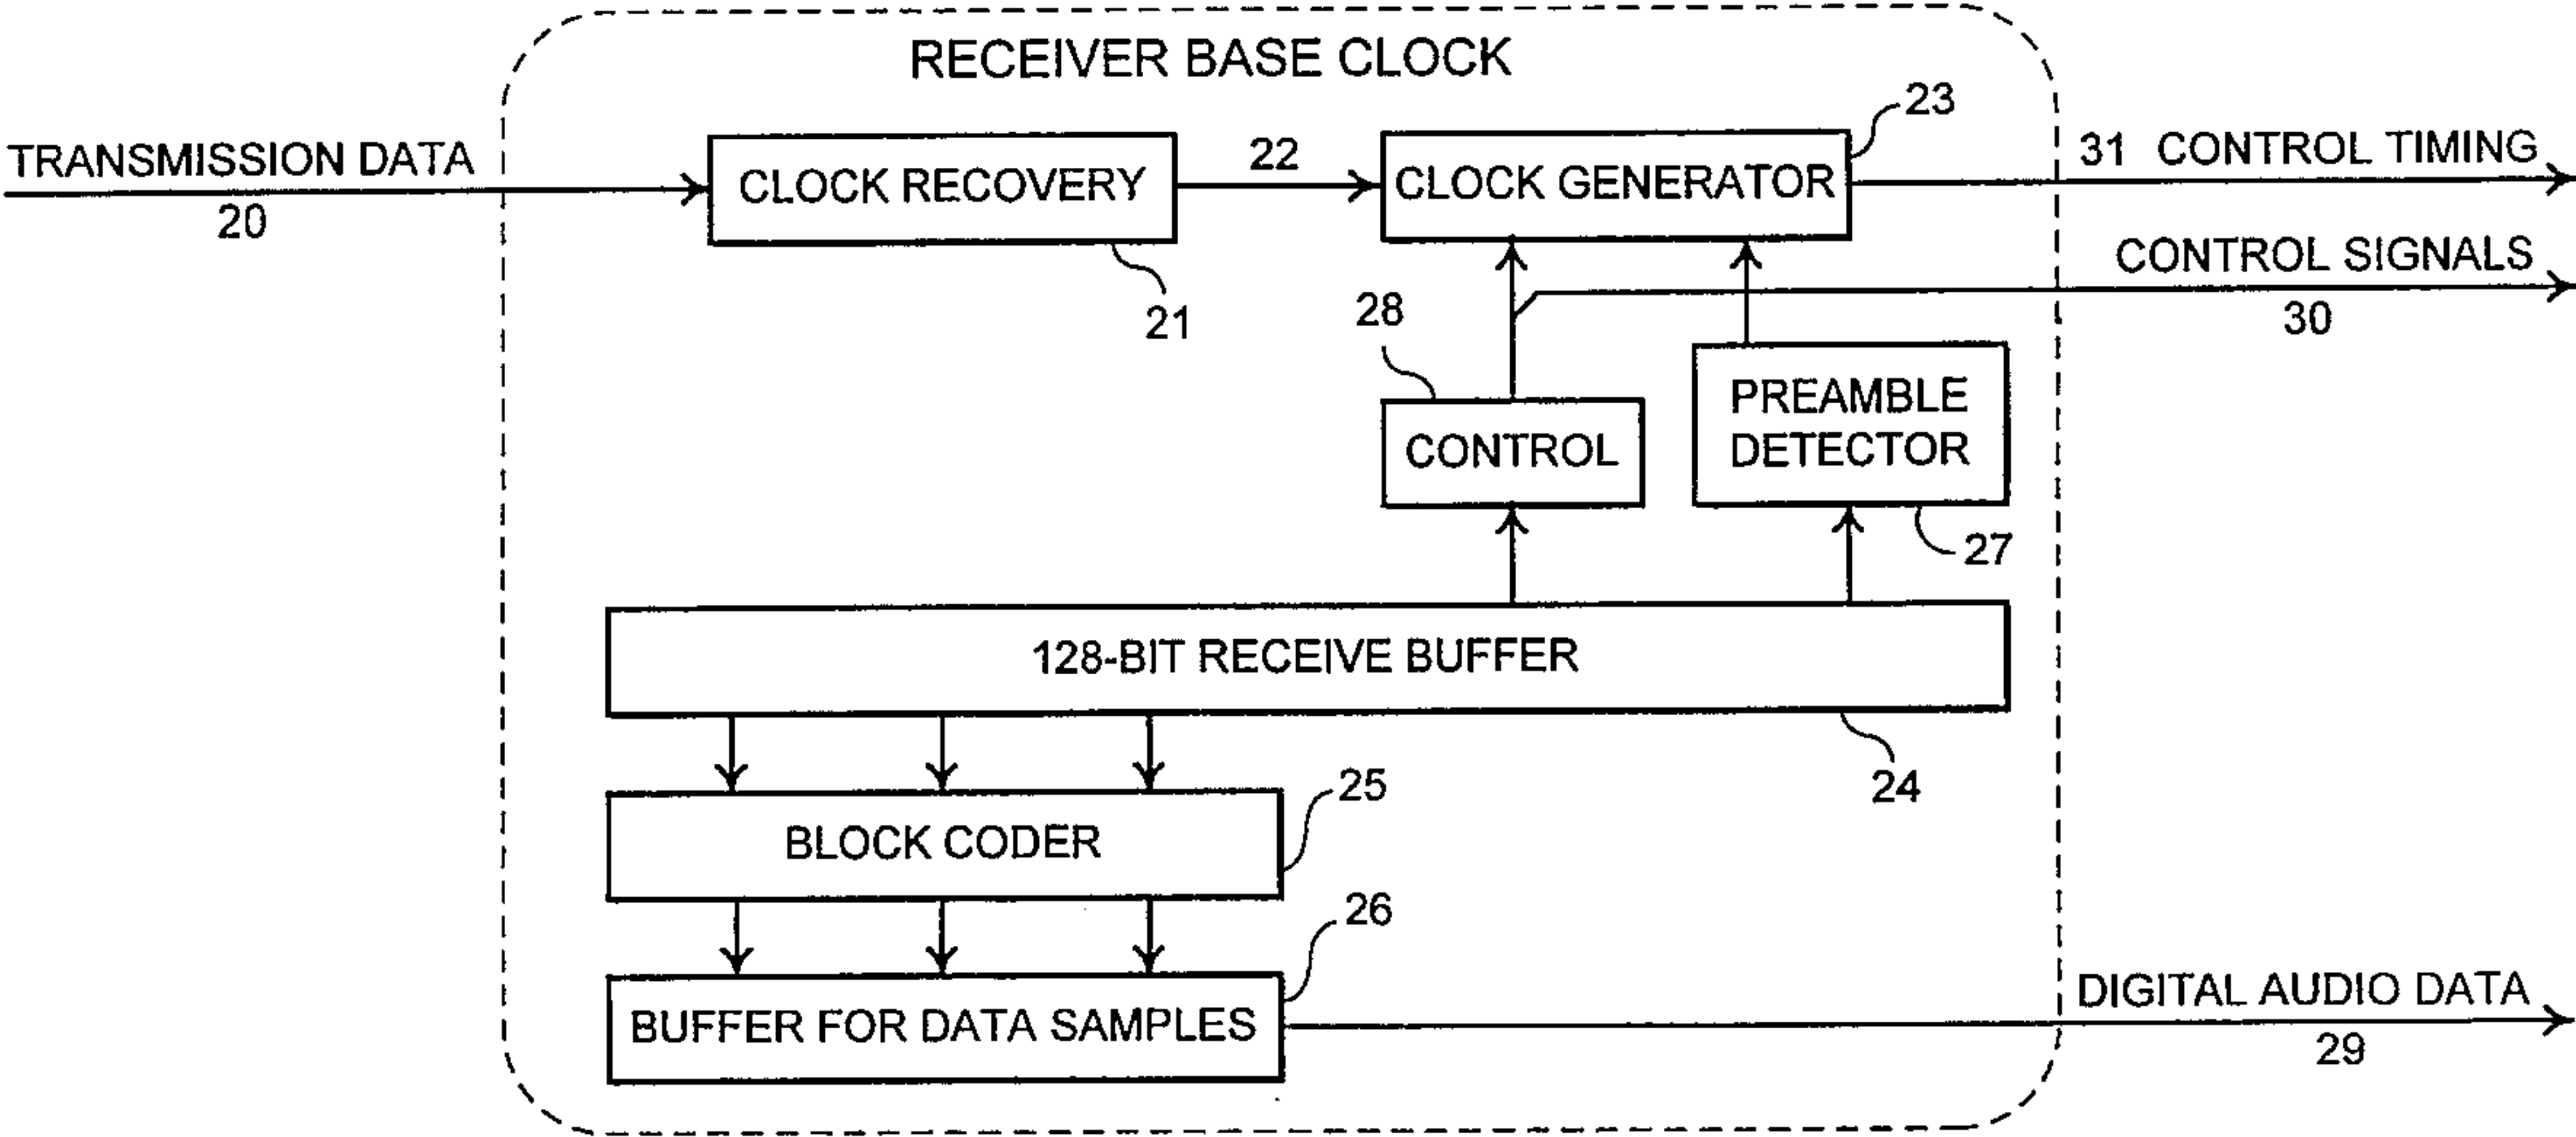 RECEIVER BASE CLOCK
TRANSMISSION DATA
20
CLOCK RECOVERY
21
22
CLOCK GENERATOR
23
31 CONTROL TIMING
CONTROL SIGNALS
30
28
CONTROL
PREAMBLE
DETECTOR
27
128-BIT RECEIVE BUFFER
24
BLOCK CODER
25
BUFFER FOR DATA SAMPLES
26
DIGITAL AUDIO DATA
29